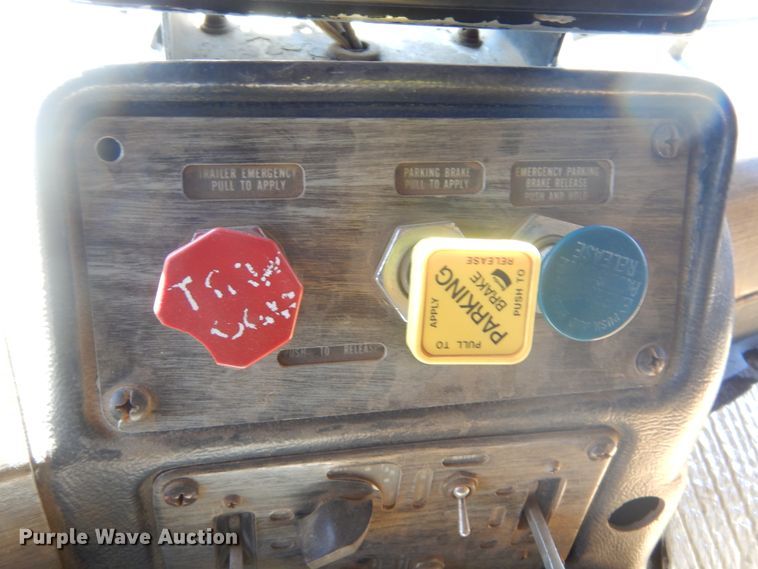 TRAILER EMERGENCY
PULL TO APPLY
PARKING BRAKE
PULL TO APPLY
EMERGENCY PARKING
BRAKE RELEASE
PUSH AND HOLD
PUSH TO RELEASE
PARKING
BRAKE
PUSH TO
RELEASE
PULL TO
APPLY
RELEASE
Purple Wave Auction